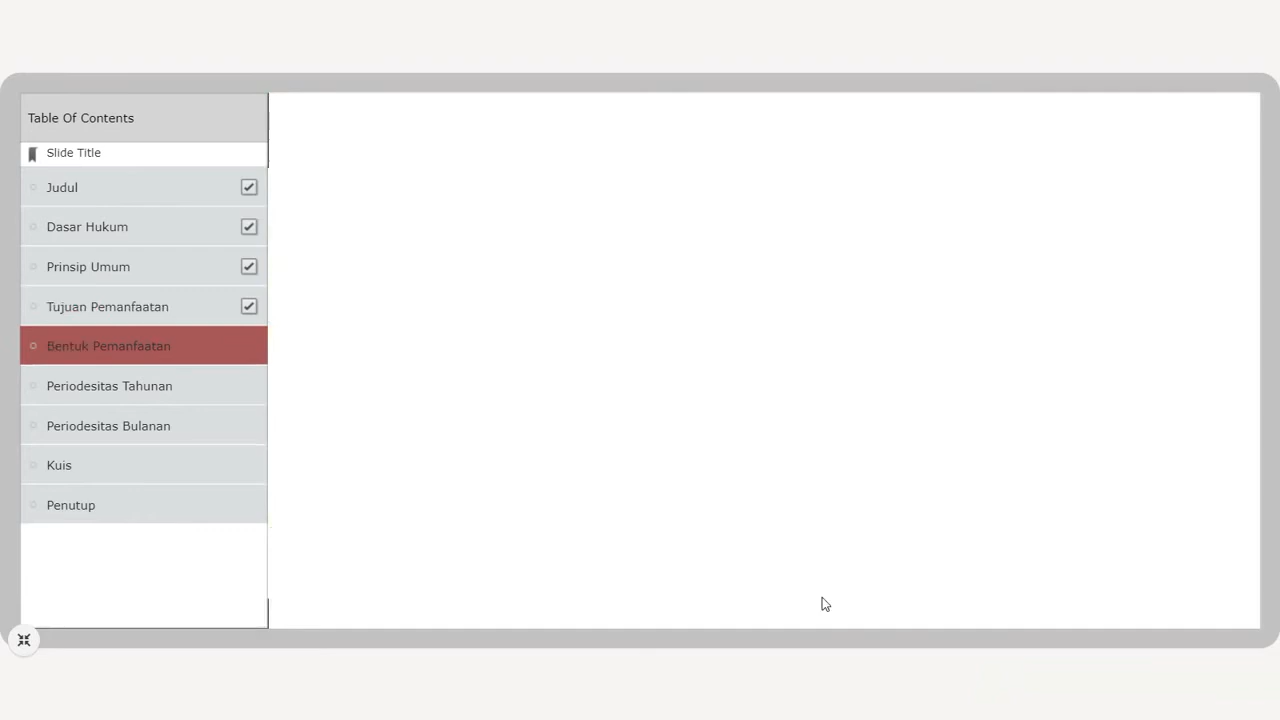 Table Of Contents
Slide Title
Judul
Dasar Hukum
Prinsip Umum
Tujuan Pemanfaatan
Bentuk Pemanfaatan
Periodesitas Tahunan
Periodesitas Bulanan
Kuis
Penutup